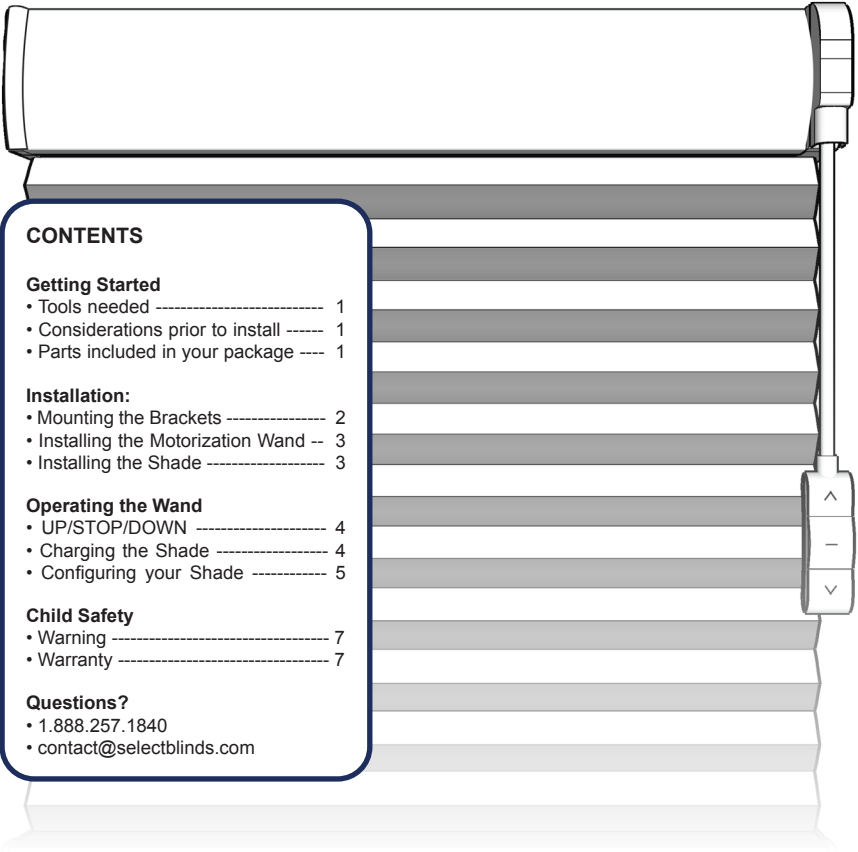 CONTENTS
Getting Started
• Tools needed --------------------------- 1
• Considerations prior to install ------ 1
• Parts included in your package ---- 1
Installation:
• Mounting the Brackets ---------------- 2
• Installing the Motorization Wand -- 3
• Installing the Shade ------------------- 3
Operating the Wand
• UP/STOP/DOWN --------------------- 4
• Charging the Shade ------------------ 4
• Configuring your Shade ------------ 5
Child Safety
• Warning ----------------------------------- 7
• Warranty ---------------------------------- 7
Questions?
• 1.888.257.1840
• contact@selectblinds.com